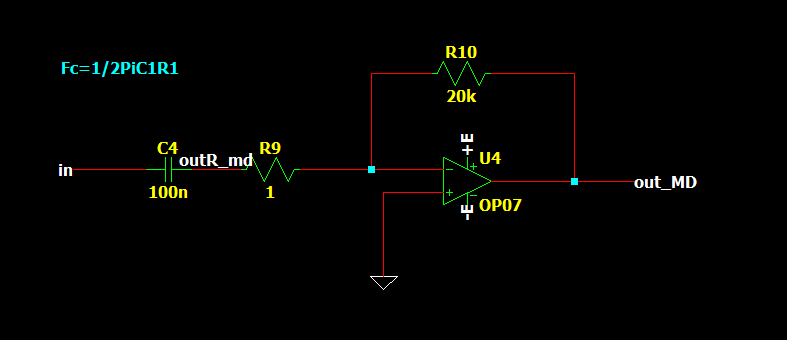 R10
Fc=1/2PiC1R1
20k
C4
outR_md
R9
+E
U4
in
100n
1
-E
OP07
out_MD